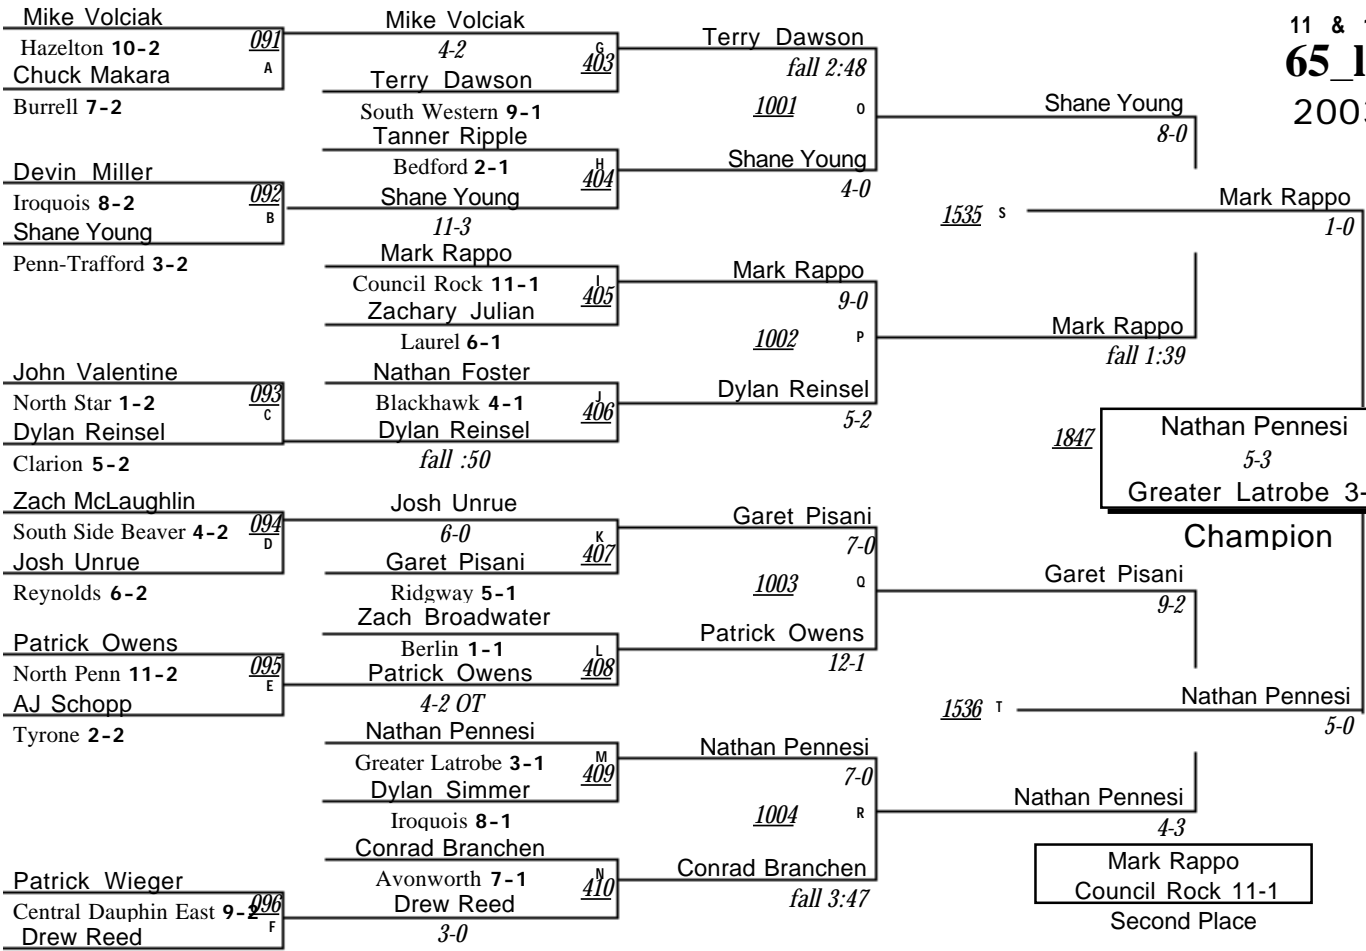 Mike Volciak
Hazelton 10-2
091
A
Chuck Makara
Burrell 7-2
Devin Miller
Iroquois 8-2
092
B
Shane Young
Penn-Trafford 3-2
John Valentine
North Star 1-2
093
C
Dylan Reinsel
Clarion 5-2
Zach McLaughlin
South Side Beaver 4-2
094
D
Josh Unrue
Reynolds 6-2
Patrick Owens
North Penn 11-2
095
E
AJ Schopp
Tyrone 2-2
Patrick Wieger
Central Dauphin East 9-2
096
F
Drew Reed
Mike Volciak
4-2
G
403
Terry Dawson
South Western 9-1
Tanner Ripple
Bedford 2-1
H
404
Shane Young
11-3
Mark Rappo
Council Rock 11-1
I
405
Zachary Julian
Laurel 6-1
Nathan Foster
Blackhawk 4-1
J
406
Dylan Reinsel
fall :50
Josh Unrue
6-0
K
407
Garet Pisani
Ridgway 5-1
Zach Broadwater
Berlin 1-1
L
408
Patrick Owens
4-2 OT
Nathan Pennesi
Greater Latrobe 3-1
M
409
Dylan Simmer
Iroquois 8-1
Conrad Branchen
Avonworth 7-1
N
410
Drew Reed
3-0
Terry Dawson
fall 2:48
1001 O
Shane Young
4-0
Mark Rappo
9-0
1002 P
Dylan Reinsel
5-2
Garet Pisani
7-0
1003 Q
Patrick Owens
12-1
Nathan Pennesi
7-0
1004 R
Conrad Branchen
fall 3:47
Shane Young
8-0
1535 S
Mark Rappo
fall 1:39
Garet Pisani
9-2
1536 T
Nathan Pennesi
4-3
Mark Rappo
1-0
1847
Nathan Pennesi
5-3
Greater Latrobe 3-
Champion
Nathan Pennesi
5-0
Mark Rappo
Council Rock 11-1
Second Place
11 &
65_l
200